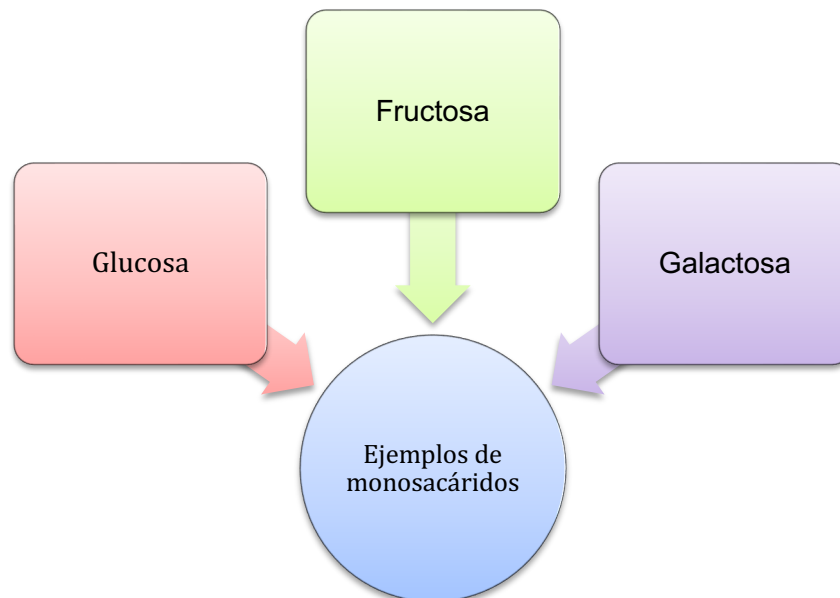 Fructosa
Glucosa
Galactosa
Ejemplos de
monosacáridos